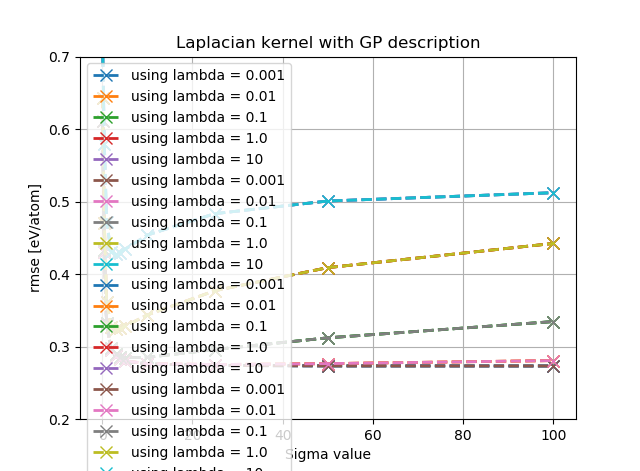 Laplacian kernel with GP description
0.7
0.6
0.5
0.4
0.3
0.2
rmse [eV/atom]
using lambda = 0.001
using lambda = 0.01
using lambda = 0.1
using lambda = 1.0
using lambda = 10
using lambda = 0.001
using lambda = 0.01
using lambda = 0.1
using lambda = 1.0
using lambda = 10
using lambda = 0.001
using lambda = 0.01
using lambda = 0.1
using lambda = 1.0
using lambda = 10
using lambda = 0.001
using lambda = 0.01
using lambda = 0.1
using lambda = 1.0
using lambda = 10
0 20 40 60 80 100
Sigma value